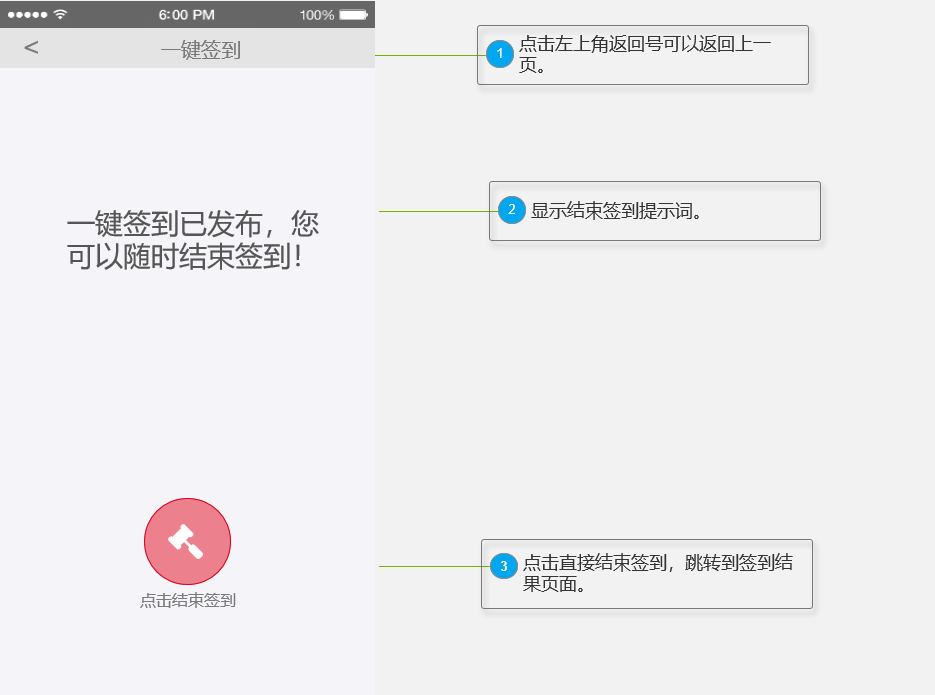 6:00 PM 100%
< 一键签到
1 点击左上角返回号可以返回上一
页。
一键签到已发布，您
可以随时结束签到！
2 显示结束签到提示词。
点击结束签到
3 点击直接结束签到，跳转到签到结
果页面。